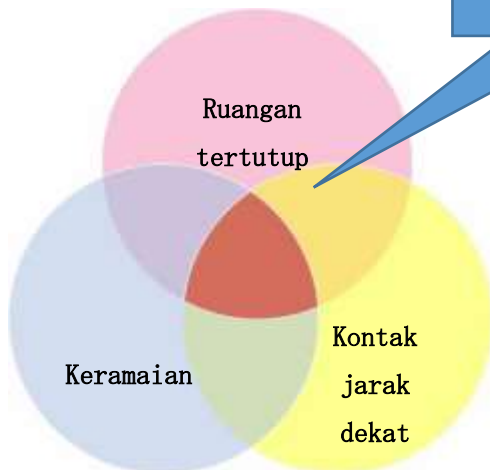 Ruangan
tertutup
Keramaian
Kontak
jarak
dekat